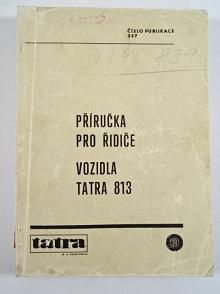 ČÍSLO PUBLIKACE
357
PŘÍRUČKA
PRO ŘIDIČE
VOZIDLA
TATRA 813
tatra